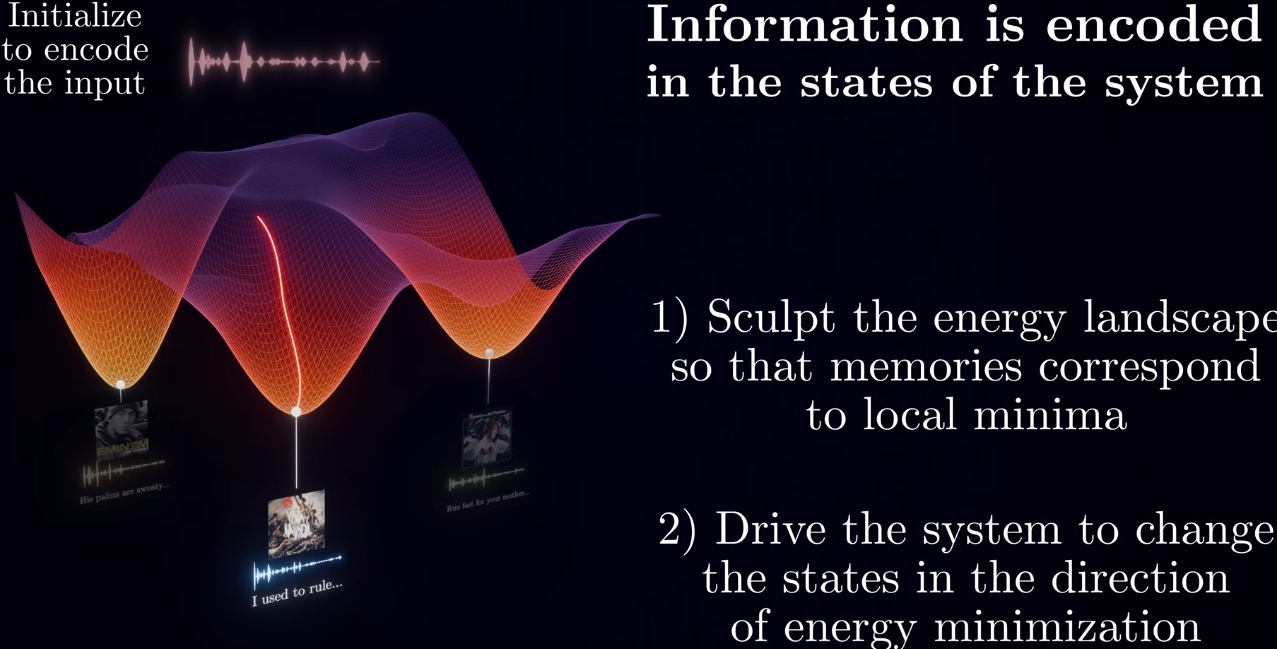 Initialize
to encode
the input
Information is encoded
in the states of the system
1) Sculpt the energy landscape
so that memories correspond
to local minima
2) Drive the system to change
the states in the direction
of energy minimization
EMINEM
His palms are sweaty...
Run fast for your mother...
I used to rule...